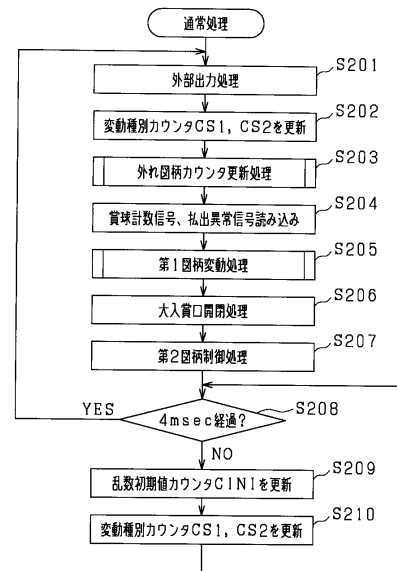 通常処理
S201
外部出力処理
S202
変動種別カウンタCS1，CS2を更新
S203
外れ図柄カウンタ更新処理
S204
賞球計数信号、払出異常信号読み込み
S205
第1図柄変動処理
S206
大入賞口開閉処理
S207
第2図柄制御処理
S208
YES
4msec経過？
NO
S209
乱数初期値カウンタCINIを更新
S210
変動種別カウンタCS1，CS2を更新